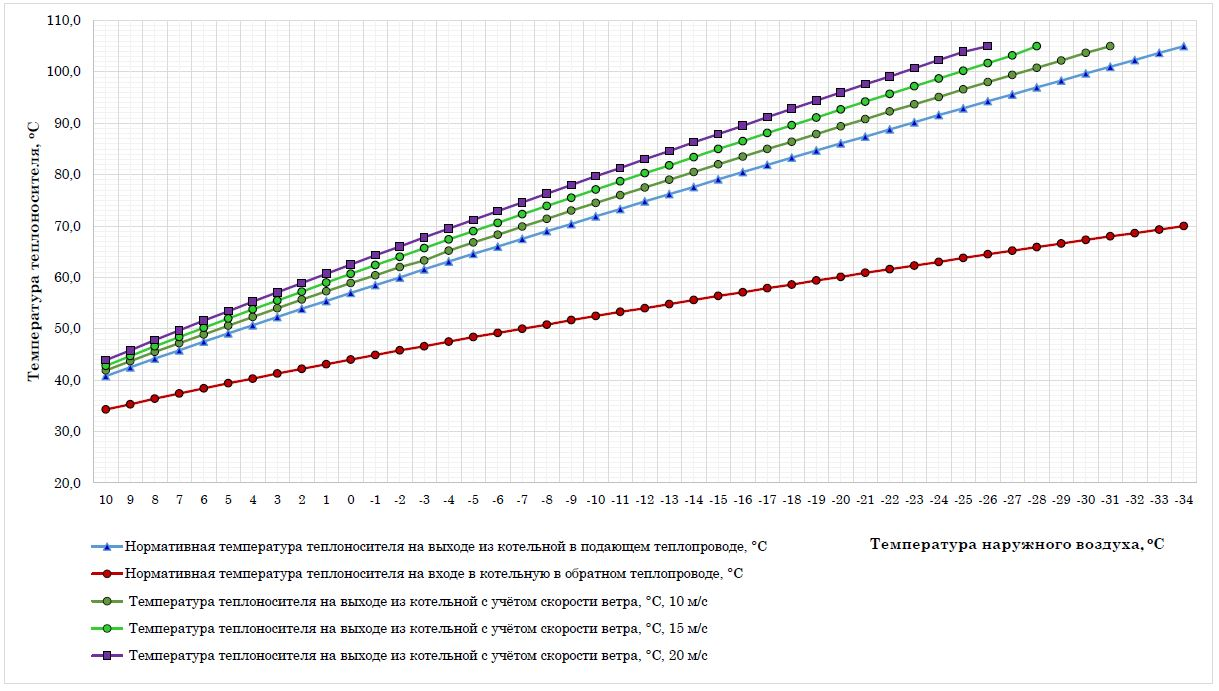 110,0
100,0
90,0
80,0
70,0
60,0
50,0
40,0
30,0
20,0
Температура теплоносителя, °С
10 9 8 7 6 5 4 3 2 1 0 -1 -2 -3 -4 -5 -6 -7 -8 -9 -10 -11 -12 -13 -14 -15 -16 -17 -18 -19 -20 -21 -22 -23 -24 -25 -26 -27 -28 -29 -30 -31 -32 -33 -34
Температура наружного воздуха, °С
Нормативная температура теплоносителя на выходе из котельной в подающем теплопроводе, °С
Нормативная температура теплоносителя на входе в котельную в обратном теплопроводе, °С
Температура теплоносителя на выходе из котельной с учётом скорости ветра, °С, 10 м/с
Температура теплоносителя на выходе из котельной с учётом скорости ветра, °С, 15 м/с
Температура теплоносителя на выходе из котельной с учётом скорости ветра, °С, 20 м/с